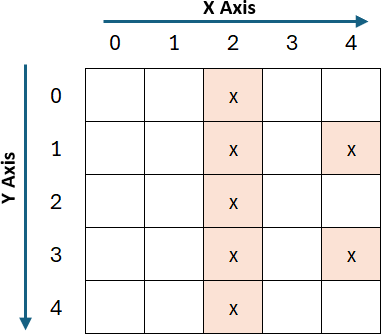 X Axis
0 1 2 3 4
Y Axis
0 x
1 x x
2 x
3 x x
4 x